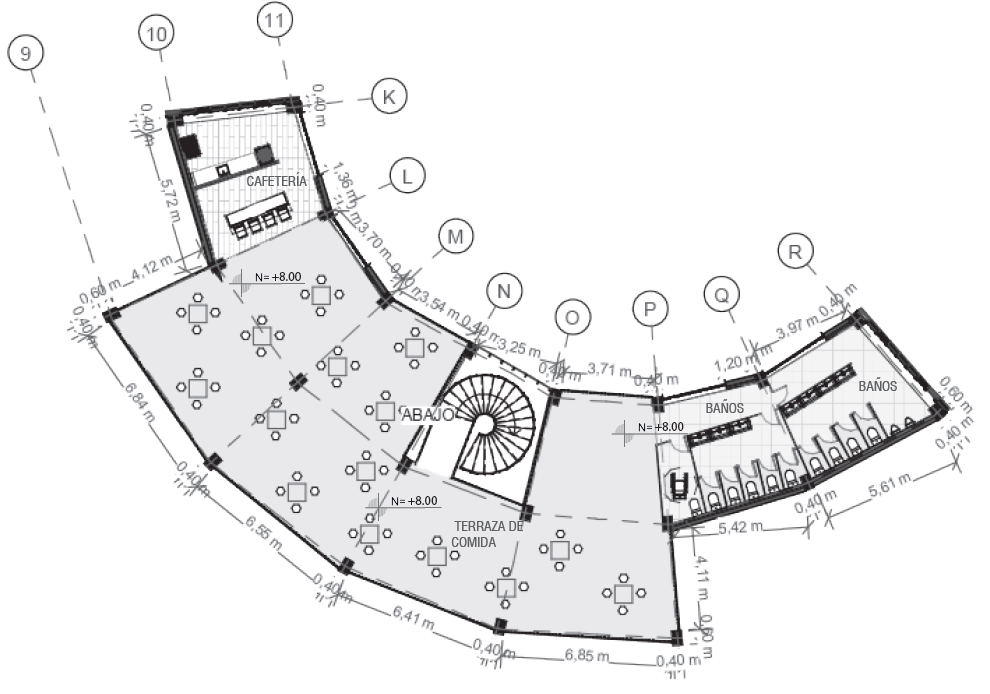 11
10
9
K
0,40 m
0,40 m
CAFETERÍA
1,36 m
L
5,72 m
3,70 m
M
0,60 m
4,12 m
N= +8.00
0,40 m
3,54 m
N
0,40 m
3,25 m
O
3,71 m
P
0,40 m
Q
1,20 m
R
3,97 m
0,40 m
0,40 m
BAÑOS
BAÑOS
0,60 m
0,40 m
N= +8.00
ABAJO
6,84 m
0,40 m
N= +8.00
TERRAZA DE
COMIDA
6,55 m
0,40 m
5,42 m
0,40 m
5,61 m
4,11 m
0,60 m
6,41 m
0,40 m
6,85 m
0,40 m